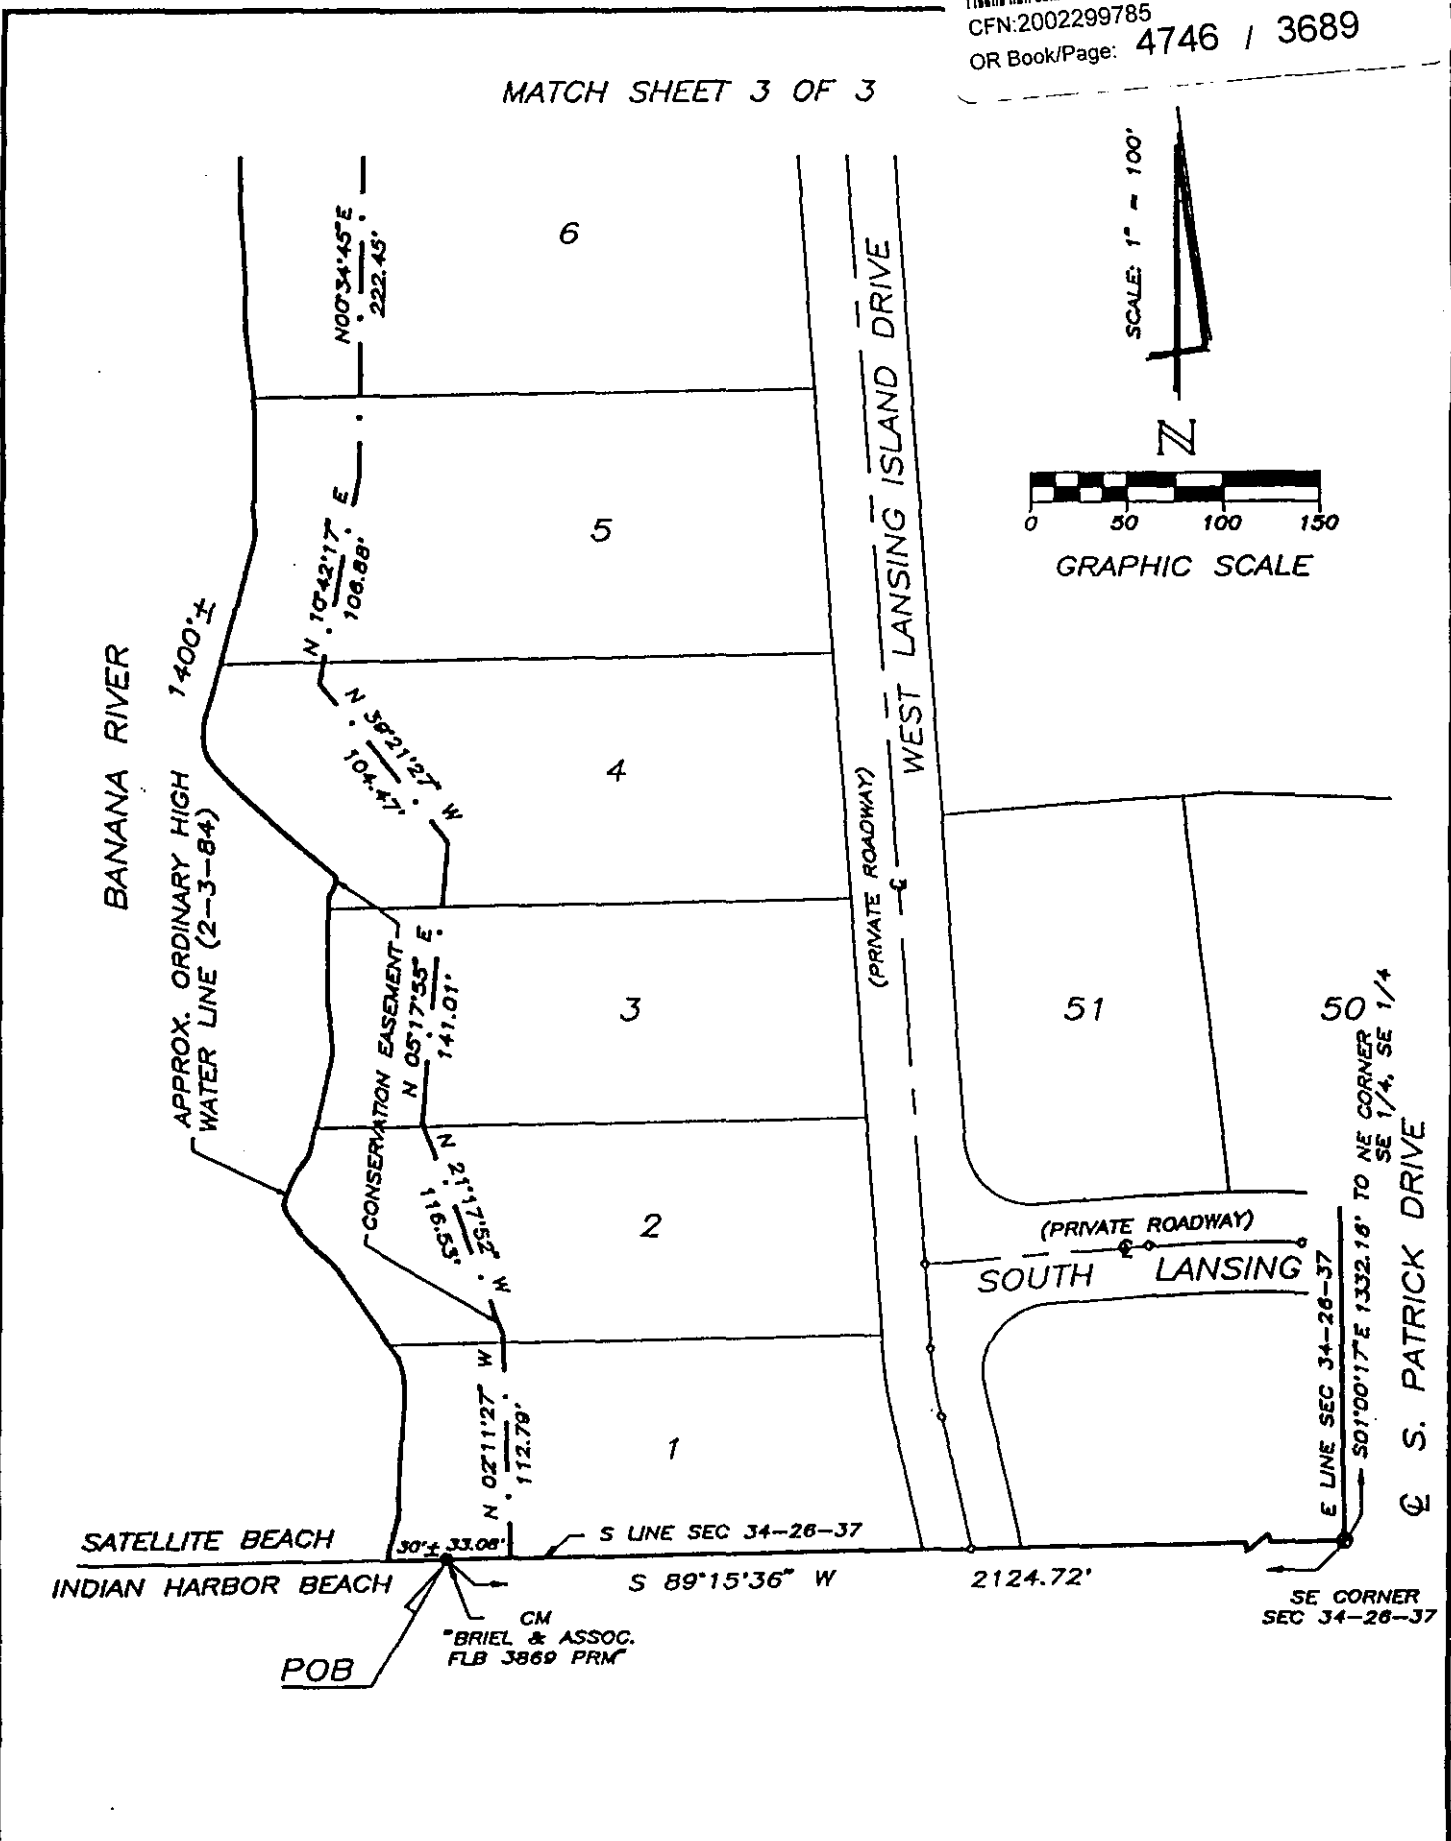 CFN:2002299785
OR Book/Page: 4746 / 3689
MATCH SHEET 3 OF 3
SCALE: 1" = 100'
N
0 50 100 150
GRAPHIC SCALE
N00°34'45"E
222.45'
6
WEST LANSING ISLAND DRIVE
(PRIVATE ROADWAY)
℄
N 10°42'17" E
106.88'
5
1400'±
BANANA RIVER
N 39°21'27" W
104.47'
4
APPROX. ORDINARY HIGH
WATER LINE (2-3-84)
CONSERVATION EASEMENT
N 05°17'55" E
141.01'
3
51
50
N 21°17'52" W
116.53'
2
(PRIVATE ROADWAY)
℄
SOUTH LANSING
E LINE SEC 34-26-37
S01°00'17"E 1332.16' TO NE CORNER
SE 1/4, SE 1/4
℄ S. PATRICK DRIVE
N 02°11'27" W
112.79'
1
SATELLITE BEACH
30'± 33.06'
S LINE SEC 34-26-37
INDIAN HARBOR BEACH
S 89°15'36" W
2124.72'
SE CORNER
SEC 34-26-37
CM
"BRIEL & ASSOC.
FLB 3869 PRM"
POB